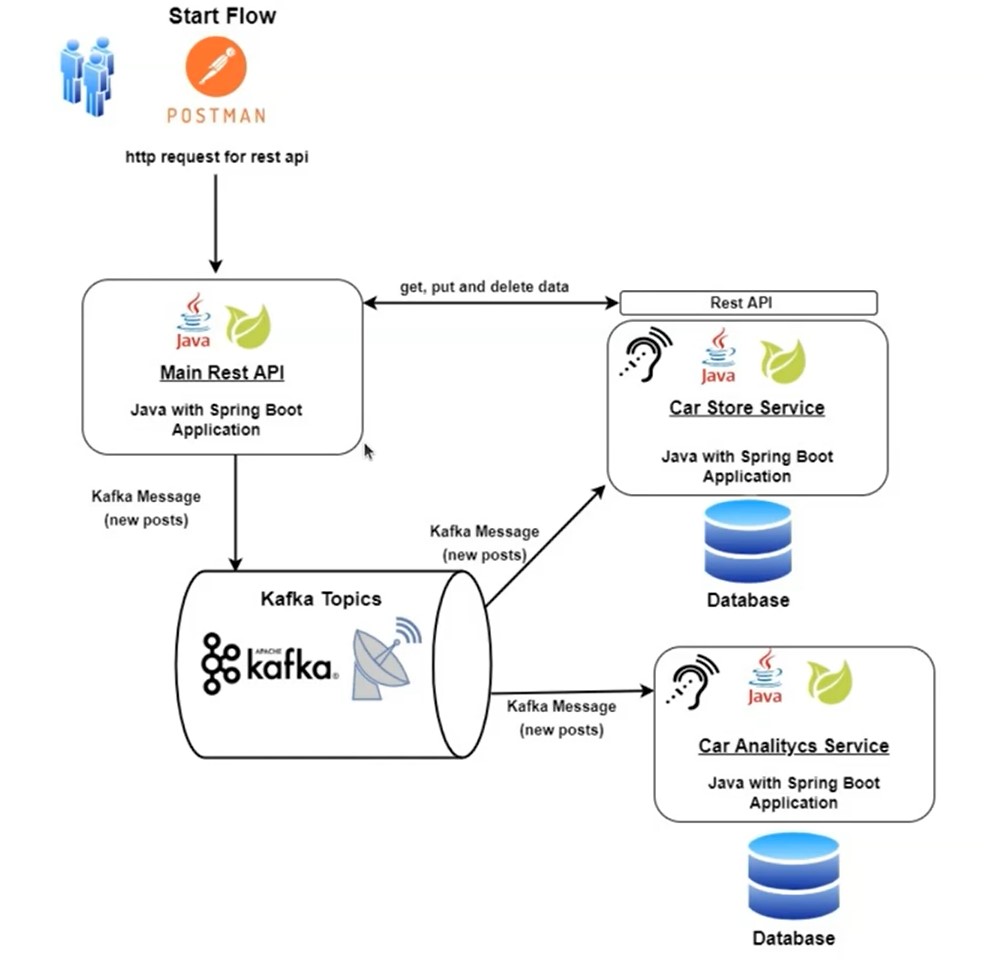 Start Flow
POSTMAN
http request for rest api
get, put and delete data
Rest API
Java
Main Rest API
Java with Spring Boot
Application
Java
Car Store Service
Java with Spring Boot
Application
Kafka Message
(new posts)
Kafka Message
(new posts)
Database
Kafka Topics
APACHE
kafka®
Kafka Message
(new posts)
Java
Car Analitycs Service
Java with Spring Boot
Application
Database